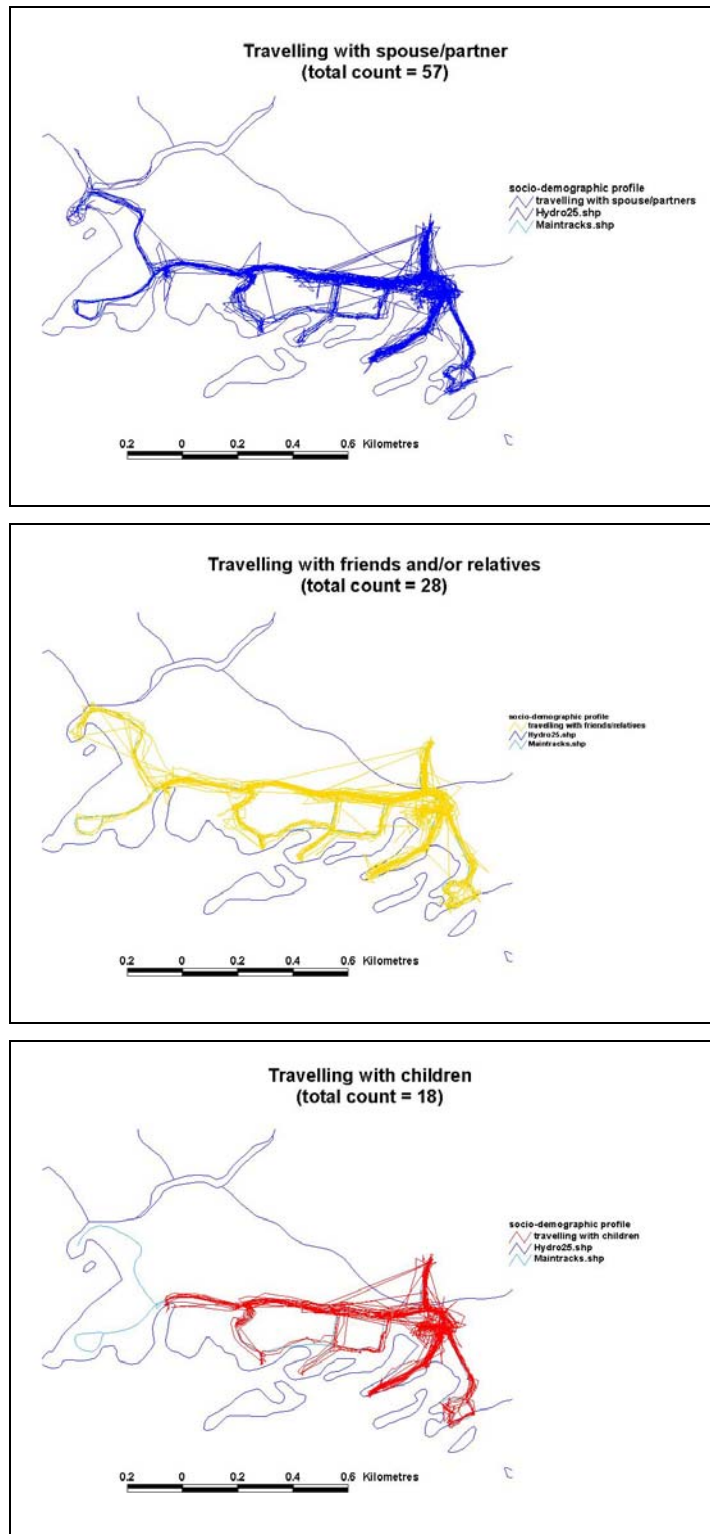 Travelling with spouse/partner
(total count = 57)
socio-demographic profile
travelling with spouse/partners
Hydro25.shp
Maintracks.shp
0.2 0 0.2 0.4 0.6 Kilometres
Travelling with friends and/or relatives
(total count = 28)
socio-demographic profile
travelling with friends/relatives
Hydro25.shp
Maintracks.shp
0.2 0 0.2 0.4 0.6 Kilometres
Travelling with children
(total count = 18)
socio-demographic profile
travelling with children
Hydro25.shp
Maintracks.shp
0.2 0 0.2 0.4 0.6 Kilometres